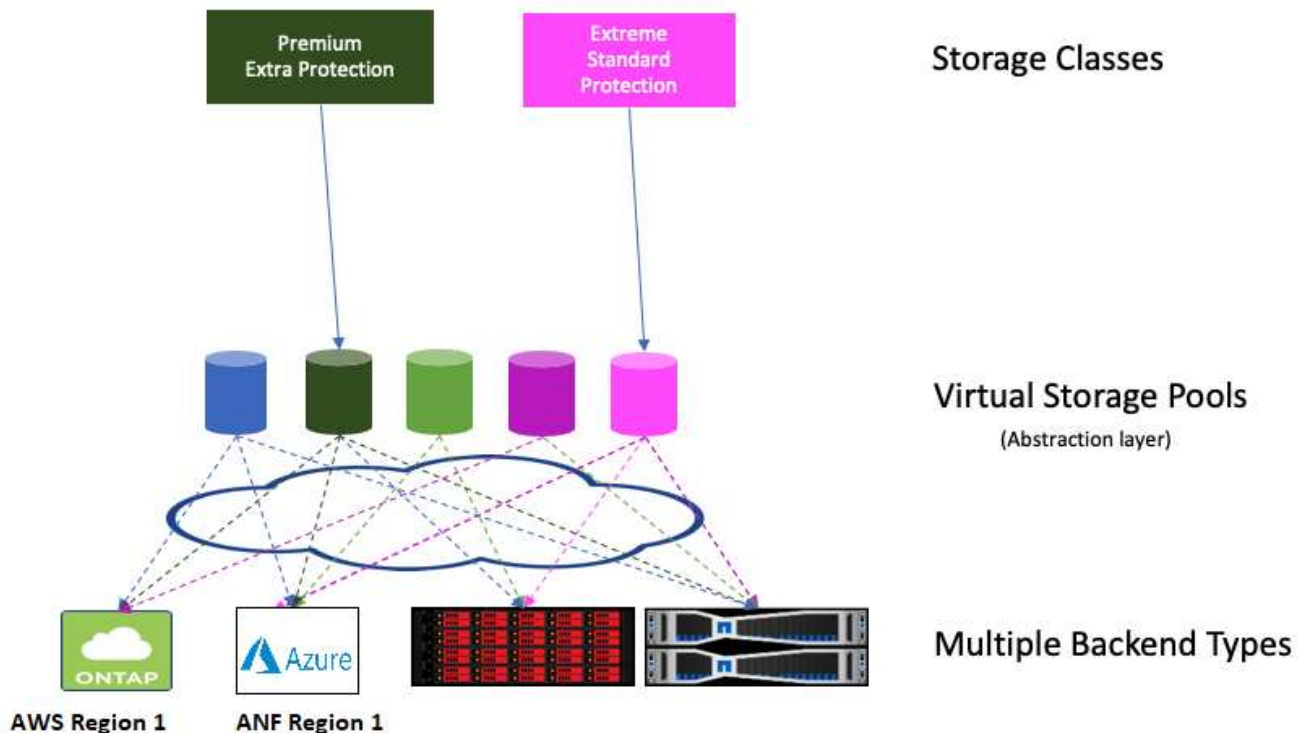 Premium
Extra Protection
Extreme
Standard
Protection
Storage Classes
Virtual Storage Pools
(Abstraction layer)
ONTAP
Azure
Multiple Backend Types
AWS Region 1
ANF Region 1